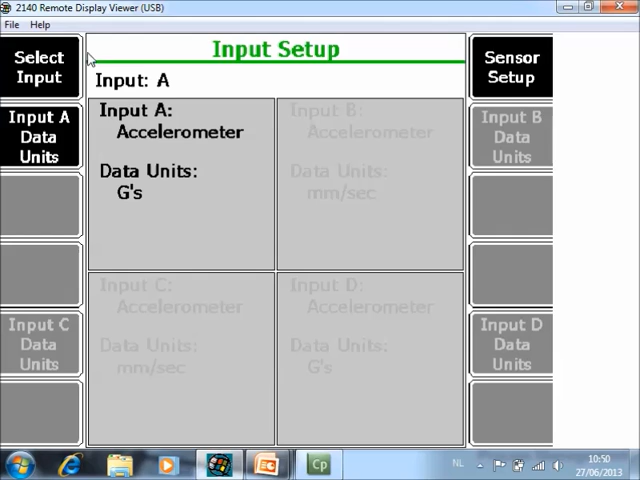 2140 Remote Display Viewer (USB)
File Help
Select
Input
Input A
Data
Units
Input C
Data
Units
Input Setup
Input: A
Input A:
Accelerometer
Data Units:
G's
Input B:
Accelerometer
Data Units:
mm/sec
Input C:
Accelerometer
Data Units:
mm/sec
Input D:
Accelerometer
Data Units:
G's
Sensor
Setup
Input B
Data
Units
Input D
Data
Units
Cp
NL
10:50
27/06/2013